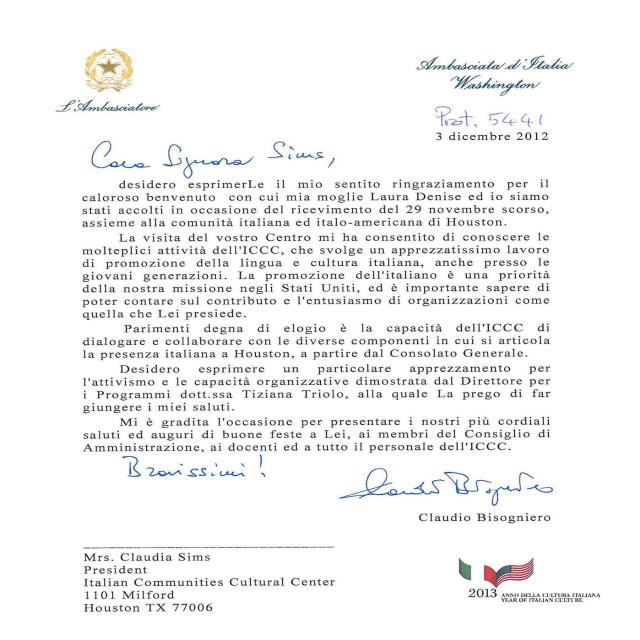 L'Ambasciatore
Ambasciata d'Italia
Washington
Prot. 5441
3 dicembre 2012
Cara Signora Sims,
desidero esprimerLe il mio sentito ringraziamento per il
caloroso benvenuto con cui mia moglie Laura Denise ed io siamo
stati accolti in occasione del ricevimento del 29 novembre scorso,
assieme alla comunità italiana ed italo-americana di Houston.
La visita del vostro Centro mi ha consentito di conoscere le
molteplici attività dell'ICCC, che svolge un apprezzatissimo lavoro
di promozione della lingua e cultura italiana, anche presso le
giovani generazioni. La promozione dell'italiano è una priorità
della nostra missione negli Stati Uniti, ed è importante sapere di
poter contare sul contributo e l'entusiasmo di organizzazioni come
quella che Lei presiede.
Parimenti degna di elogio è la capacità dell'ICCC di
dialogare e collaborare con le diverse componenti in cui si articola
la presenza italiana a Houston, a partire dal Consolato Generale.
Desidero esprimere un particolare apprezzamento per
l'attivismo e le capacità organizzative dimostrata dal Direttore per
i Programmi dott.ssa Tiziana Triolo, alla quale La prego di far
giungere i miei saluti.
Mi è gradita l'occasione per presentare i nostri più cordiali
saluti ed auguri di buone feste a Lei, ai membri del Consiglio di
Amministrazione, ai docenti ed a tutto il personale dell'ICCC.
Bravissimi!
Claudio Bisogniero
Claudio Bisogniero
Mrs. Claudia Sims
President
Italian Communities Cultural Center
1101 Milford
Houston TX 77006
2013 ANNO DELLA CULTURA ITALIANA
YEAR OF ITALIAN CULTURE